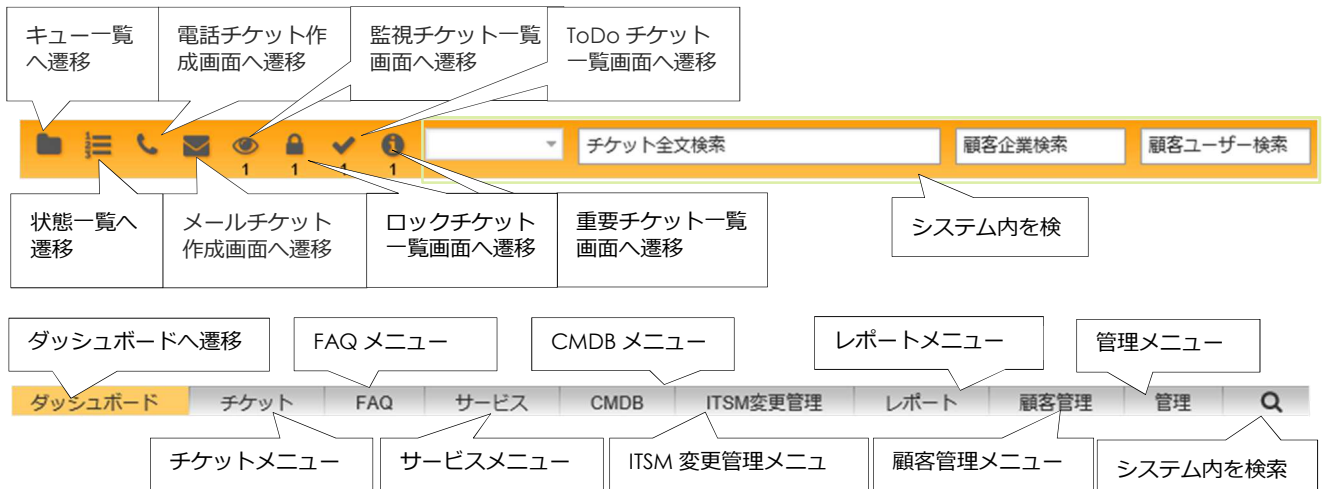 キュー一覧
へ遷移
電話チケット作
成画面へ遷移
監視チケット一覧
画面へ遷移
ToDo チケット
一覧画面へ遷移
1 1 1 1
チケット全文検索 顧客企業検索 顧客ユーザー検索
状態一覧へ
遷移
メールチケット
作成画面へ遷移
ロックチケット
一覧画面へ遷移
重要チケット一覧
画面へ遷移
システム内を検
ダッシュボードへ遷移
FAQ メニュー
CMDB メニュー
レポートメニュー
管理メニュー
ダッシュボード チケット FAQ サービス CMDB ITSM変更管理 レポート 顧客管理 管理
チケットメニュー
サービスメニュー
ITSM 変更管理メニュ
顧客管理メニュー
システム内を検索